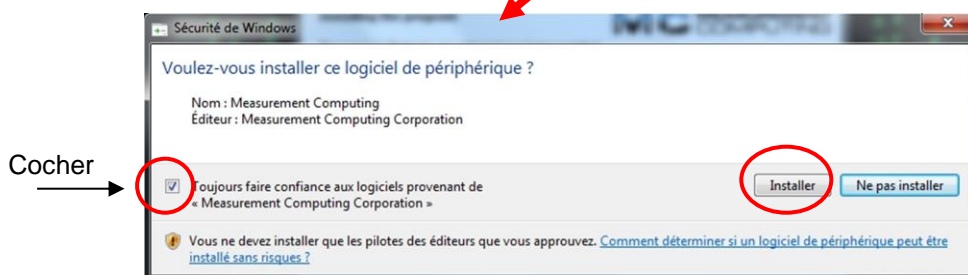 Sécurité de Windows
Voulez-vous installer ce logiciel de périphérique ?
Nom : Measurement Computing
Éditeur : Measurement Computing Corporation
Cocher
Toujours faire confiance aux logiciels provenant de
« Measurement Computing Corporation »
Installer
Ne pas installer
Vous ne devez installer que les pilotes des éditeurs que vous approuvez. Comment déterminer si un logiciel de périphérique peut être
installé sans risques ?